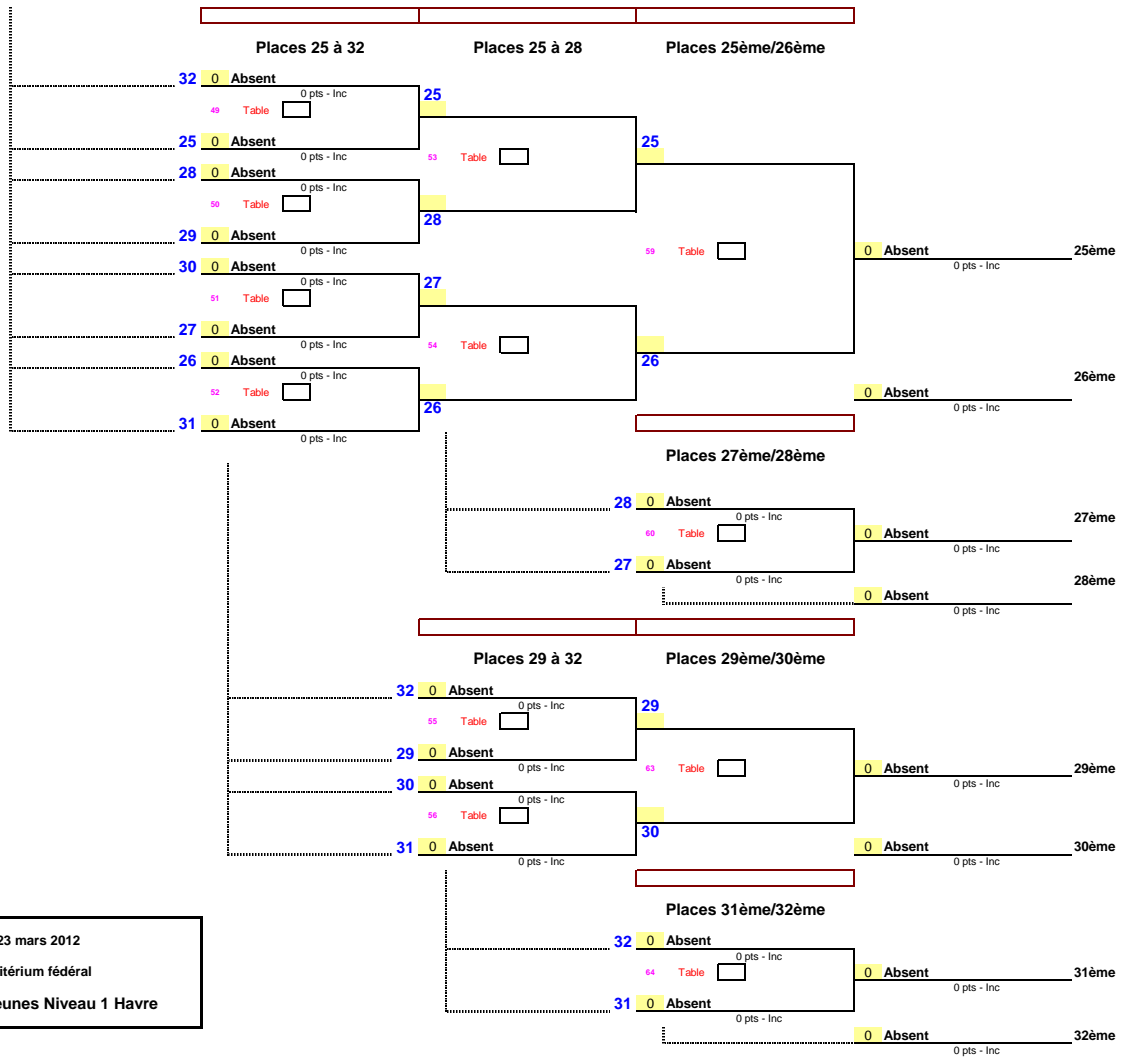 Places 25 à 32 Places 25 à 28 Places 25ème/26ème
32 0 Absent
0 pts - Inc
25
49 Table
25 0 Absent
0 pts - Inc
25
53 Table
28 0 Absent
0 pts - Inc
50 Table
28
29 0 Absent
0 pts - Inc
59 Table
0 Absent 25ème
0 pts - Inc
30 0 Absent
0 pts - Inc
27
51 Table
27 0 Absent
0 pts - Inc
54 Table
26 0 Absent
26
0 pts - Inc
26ème
52 Table
0 Absent
0 pts - Inc
26
31 0 Absent
0 pts - Inc
Places 27ème/28ème
28 0 Absent
0 pts - Inc
27ème
60 Table
0 Absent
0 pts - Inc
27 0 Absent
0 pts - Inc
28ème
0 Absent
0 pts - Inc
Places 29 à 32 Places 29ème/30ème
32 0 Absent
0 pts - Inc
29
55 Table
29 0 Absent
0 pts - Inc
63 Table
0 Absent 29ème
0 pts - Inc
30 0 Absent
0 pts - Inc
56 Table
30
31 0 Absent
0 pts - Inc
0 Absent 30ème
0 pts - Inc
Places 31ème/32ème
32 0 Absent
0 pts - Inc
64 Table
0 Absent 31ème
0 pts - Inc
31 0 Absent
0 pts - Inc
0 Absent 32ème
0 pts - Inc
23 mars 2012
itérium fédéral
eunes Niveau 1 Havre